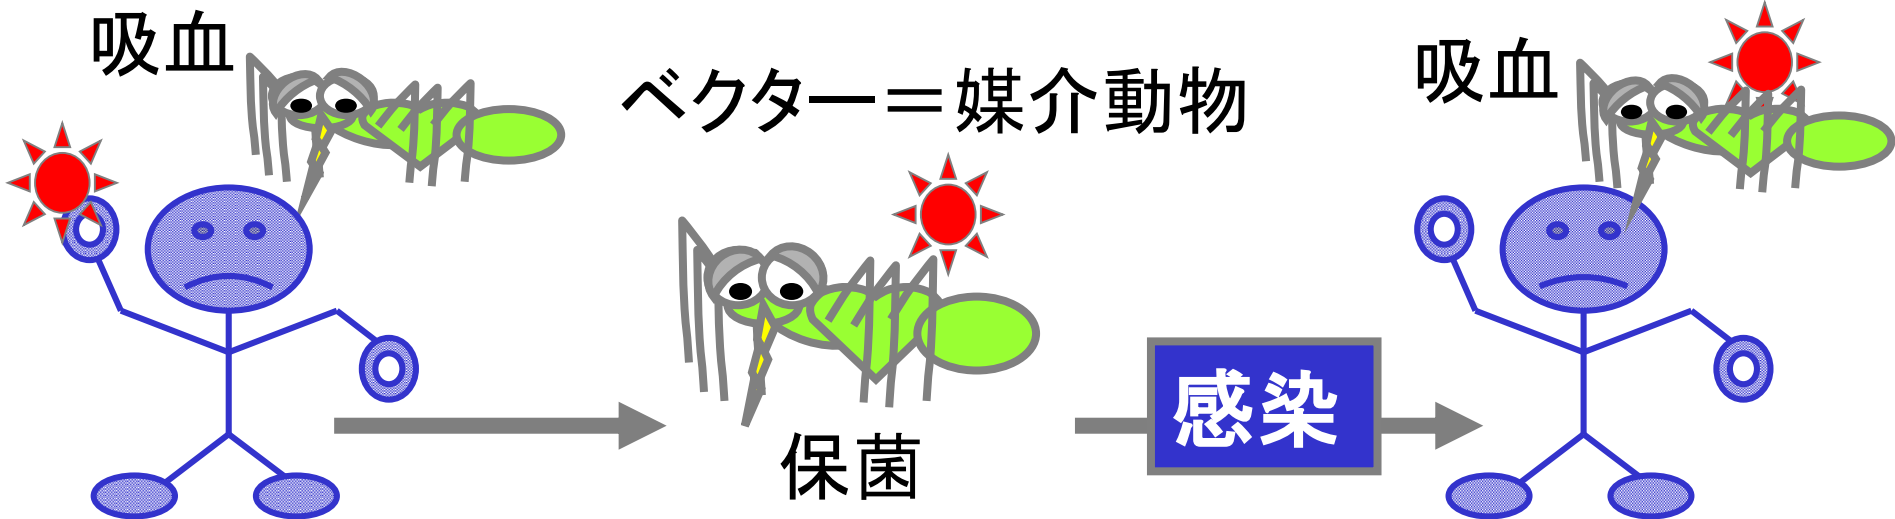 吸血
ベクター＝媒介動物
吸血
保菌
感染